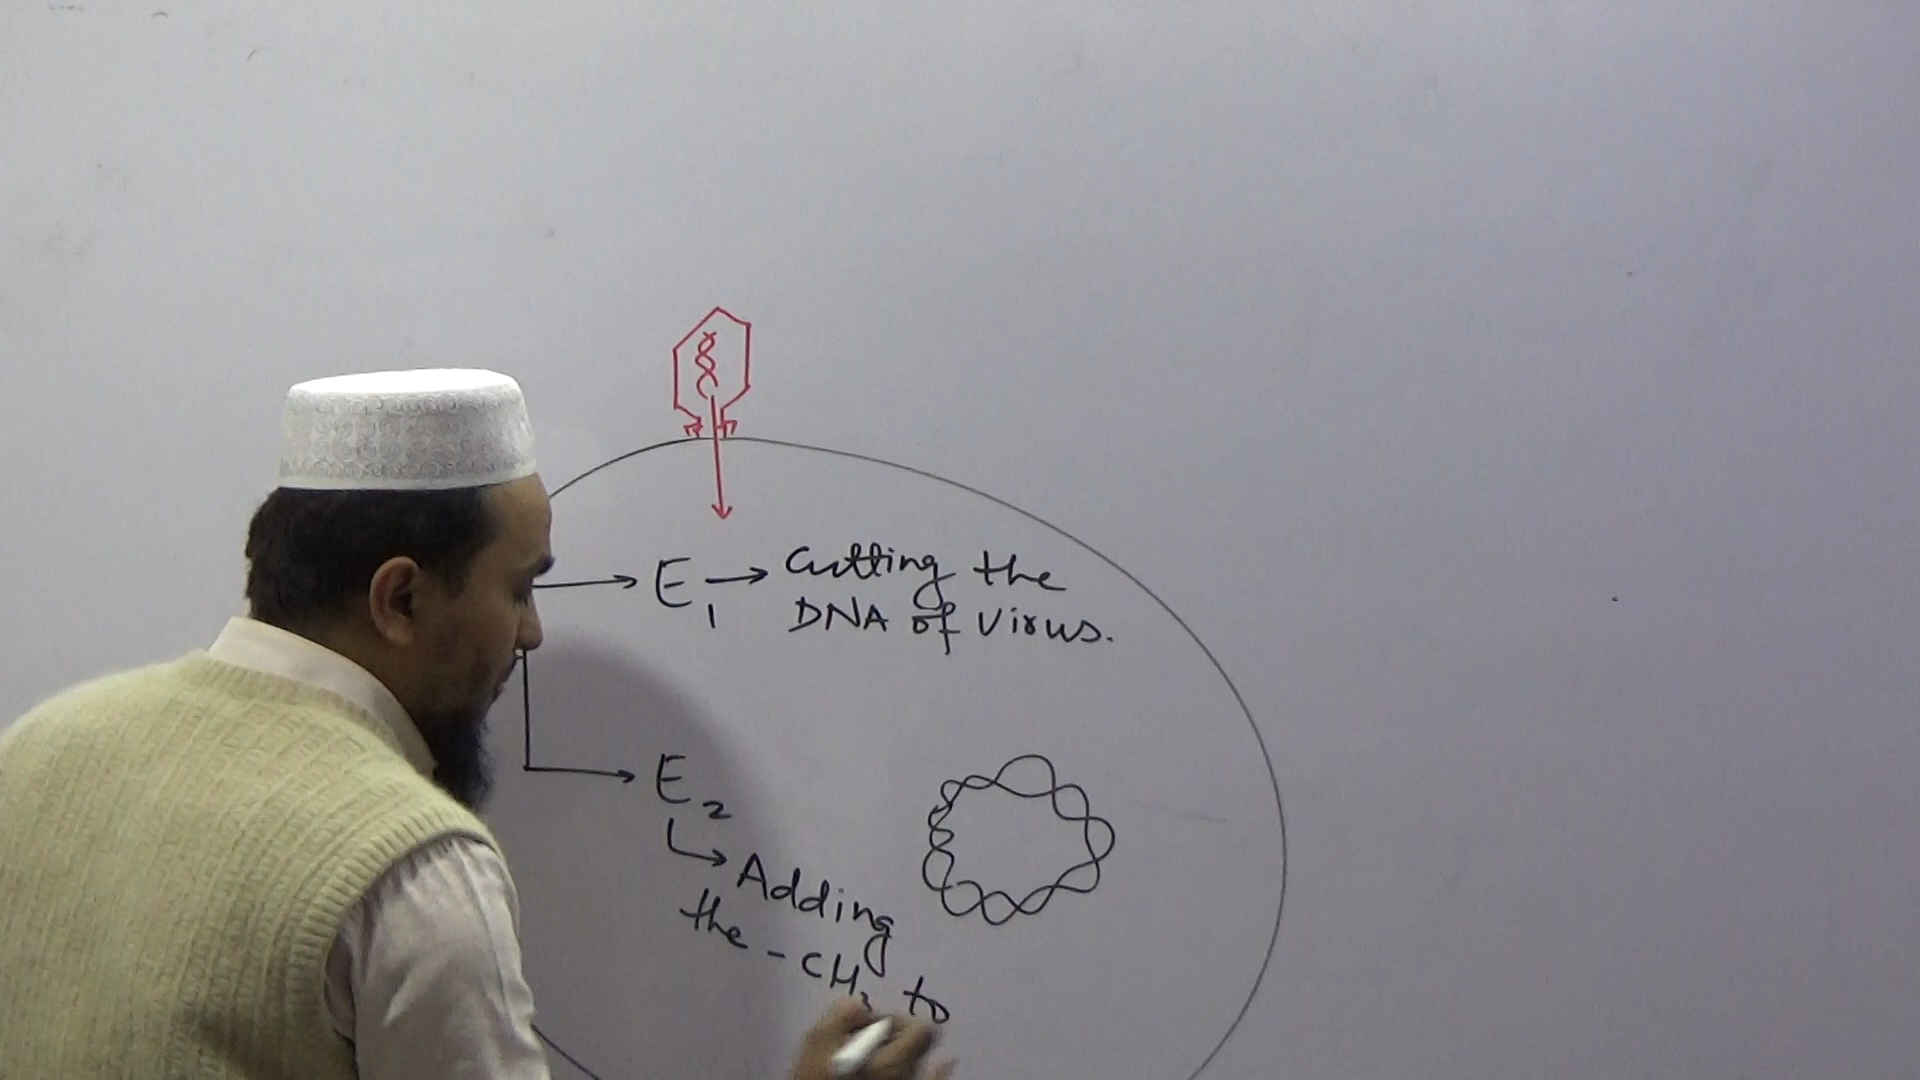 E1 → Cutting the
DNA of Virus.
E2
↳ Adding
the -CH3 to